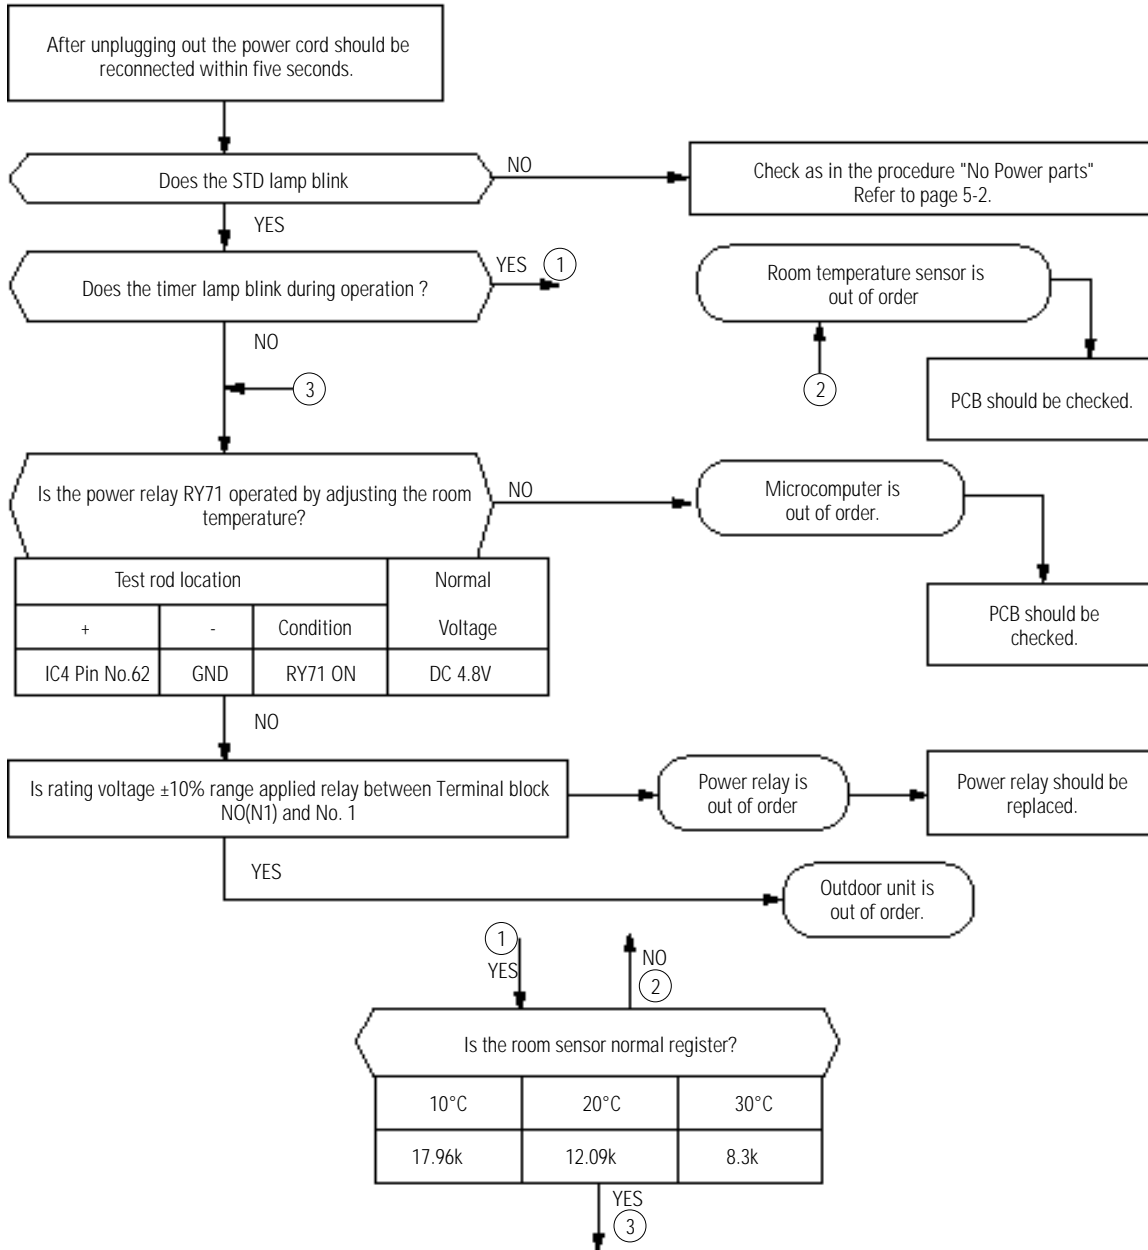 After unplugging out the power cord should be
reconnected within five seconds.
Does the STD lamp blink
NO
Check as in the procedure "No Power parts"
Refer to page 5-2.
YES
Does the timer lamp blink during operation ?
YES
1
Room temperature sensor is
out of order
NO
3
2
PCB should be checked.
Is the power relay RY71 operated by adjusting the room
temperature?
NO
Microcomputer is
out of order.
PCB should be
checked.
Test rod location
Normal
+
-
Condition
Voltage
IC4 Pin No.62
GND
RY71 ON
DC 4.8V
NO
Is rating voltage ±10% range applied relay between Terminal block
NO(N1) and No. 1
Power relay is
out of order
Power relay should be
replaced.
YES
Outdoor unit is
out of order.
1
YES
NO
2
Is the room sensor normal register?
10°C
20°C
30°C
17.96k
12.09k
8.3k
YES
3